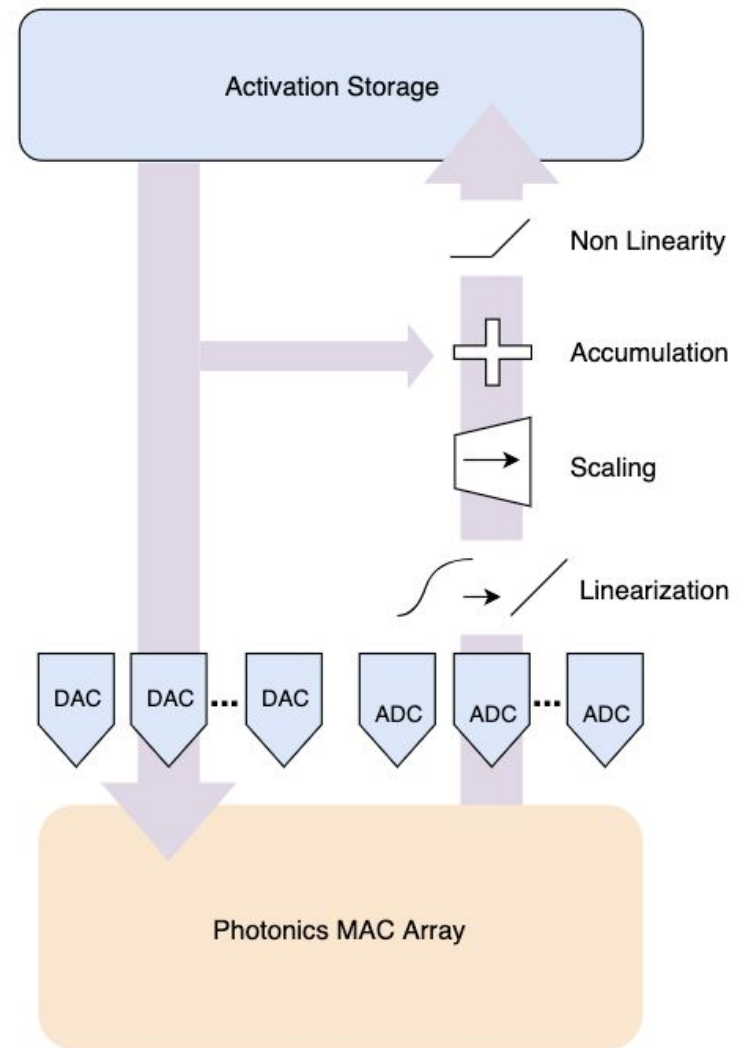 Activation Storage
Non Linearity
Accumulation
Scaling
Linearization
DAC DAC ... DAC ADC ADC ... ADC
Photonics MAC Array